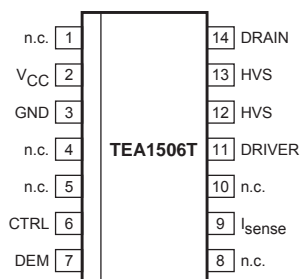 n.c. 1 14 DRAIN
VCC 2 13 HVS
GND 3 12 HVS
n.c. 4 TEA1506T 11 DRIVER
n.c. 5 10 n.c.
CTRL 6 9 Isense
DEM 7 8 n.c.